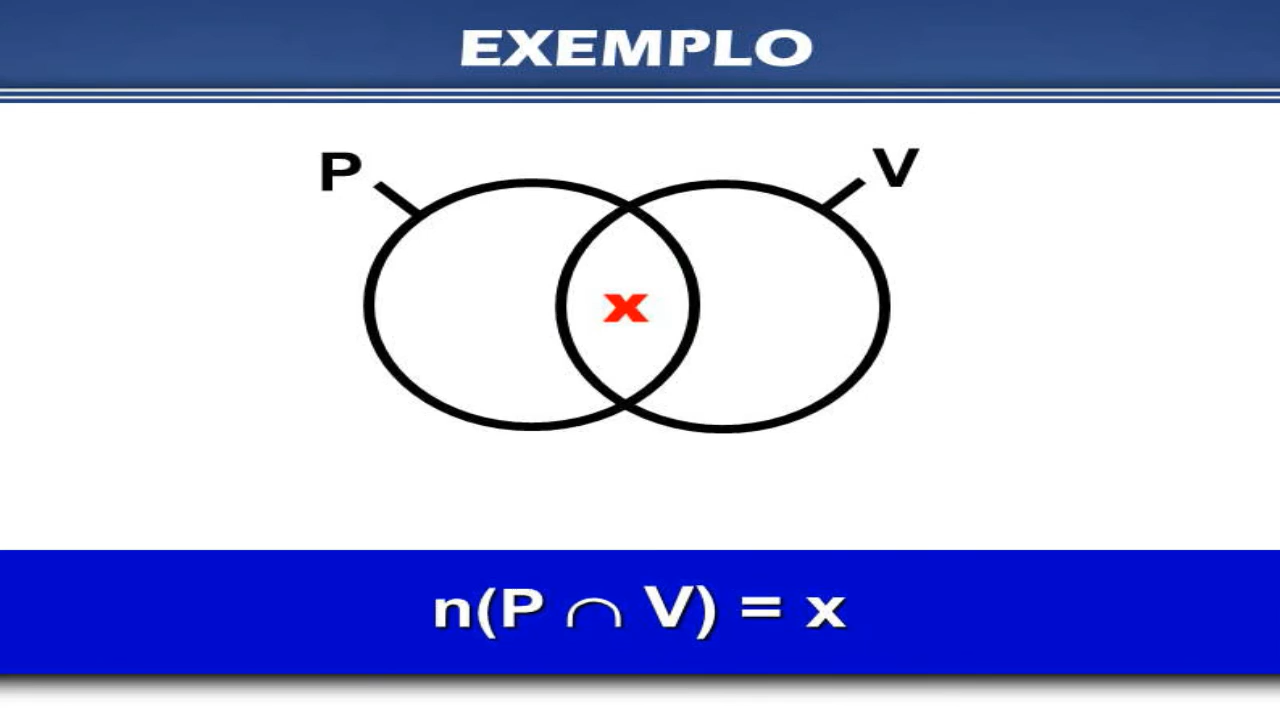 EXEMPLO
P
V
x
n(P ∩ V) = x